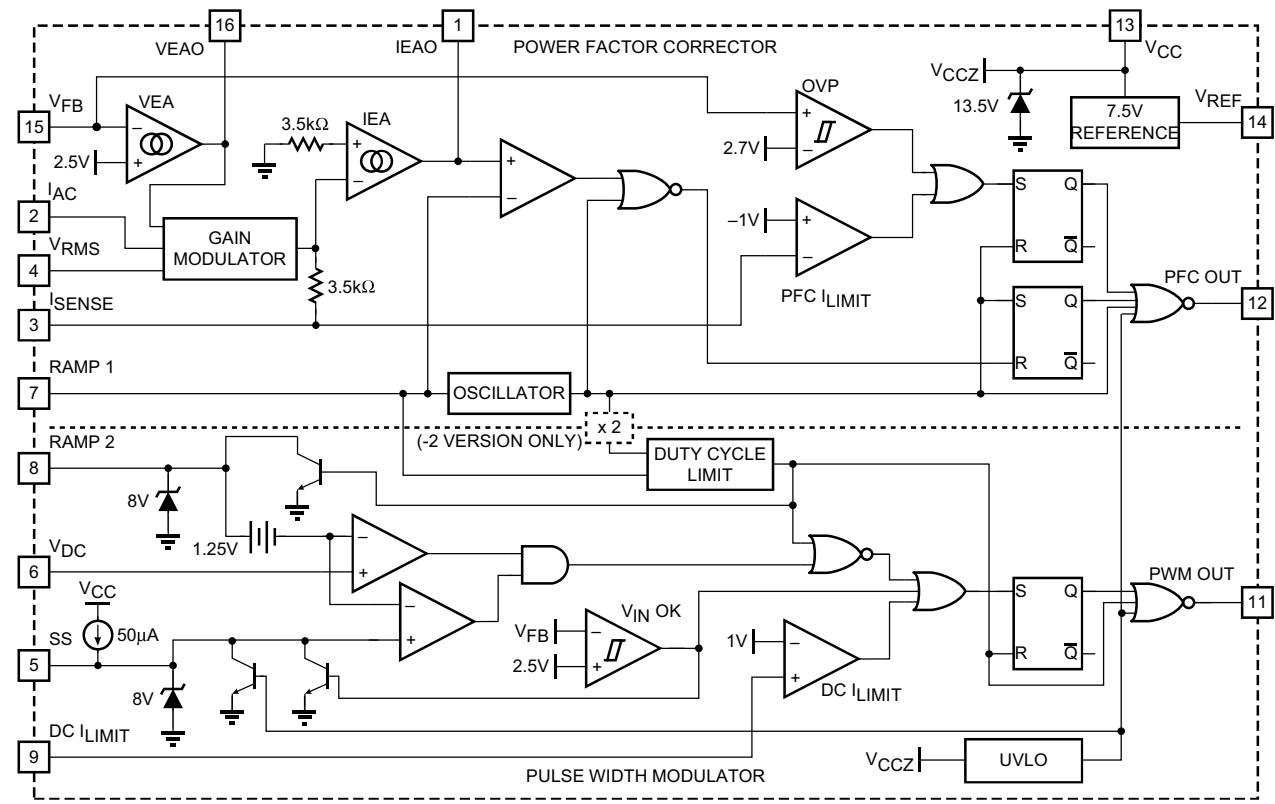 16
1
13
VEAO
IEAO
POWER FACTOR CORRECTOR
VCC
VCCZ
13.5V
7.5V
REFERENCE
VREF
14
VFB
15
VEA
–
+
2.5V
3.5kΩ
IEA
+
–
+
–
OVP
+
–
2.7V
IAC
2
GAIN
MODULATOR
VRMS
4
3.5kΩ
–1V
+
–
PFC ILIMIT
S
Q
R
Q
PFC OUT
12
S
Q
R
Q
ISENSE
3
RAMP 1
7
OSCILLATOR
x 2
(-2 VERSION ONLY)
DUTY CYCLE
LIMIT
RAMP 2
8
8V
1.25V
–
+
VDC
6
VCC
50µA
SS
5
8V
–
+
VIN OK
VFB
–
2.5V
+
1V
–
+
DC ILIMIT
S
Q
R
Q
PWM OUT
11
DC ILIMIT
9
VCCZ
UVLO
PULSE WIDTH MODULATOR